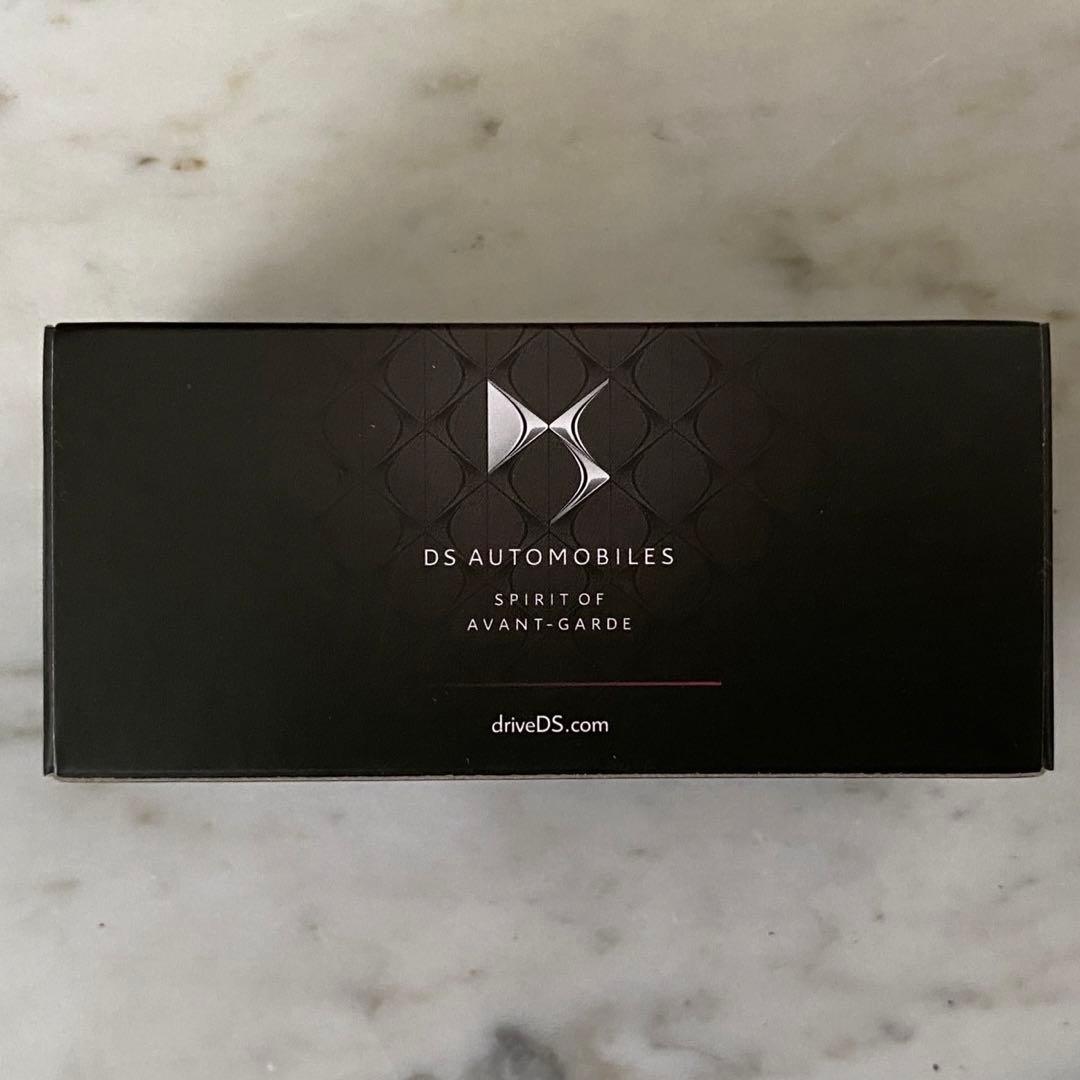 DS AUTOMOBILES
SPIRIT OF
AVANT-GARDE
driveDS.com